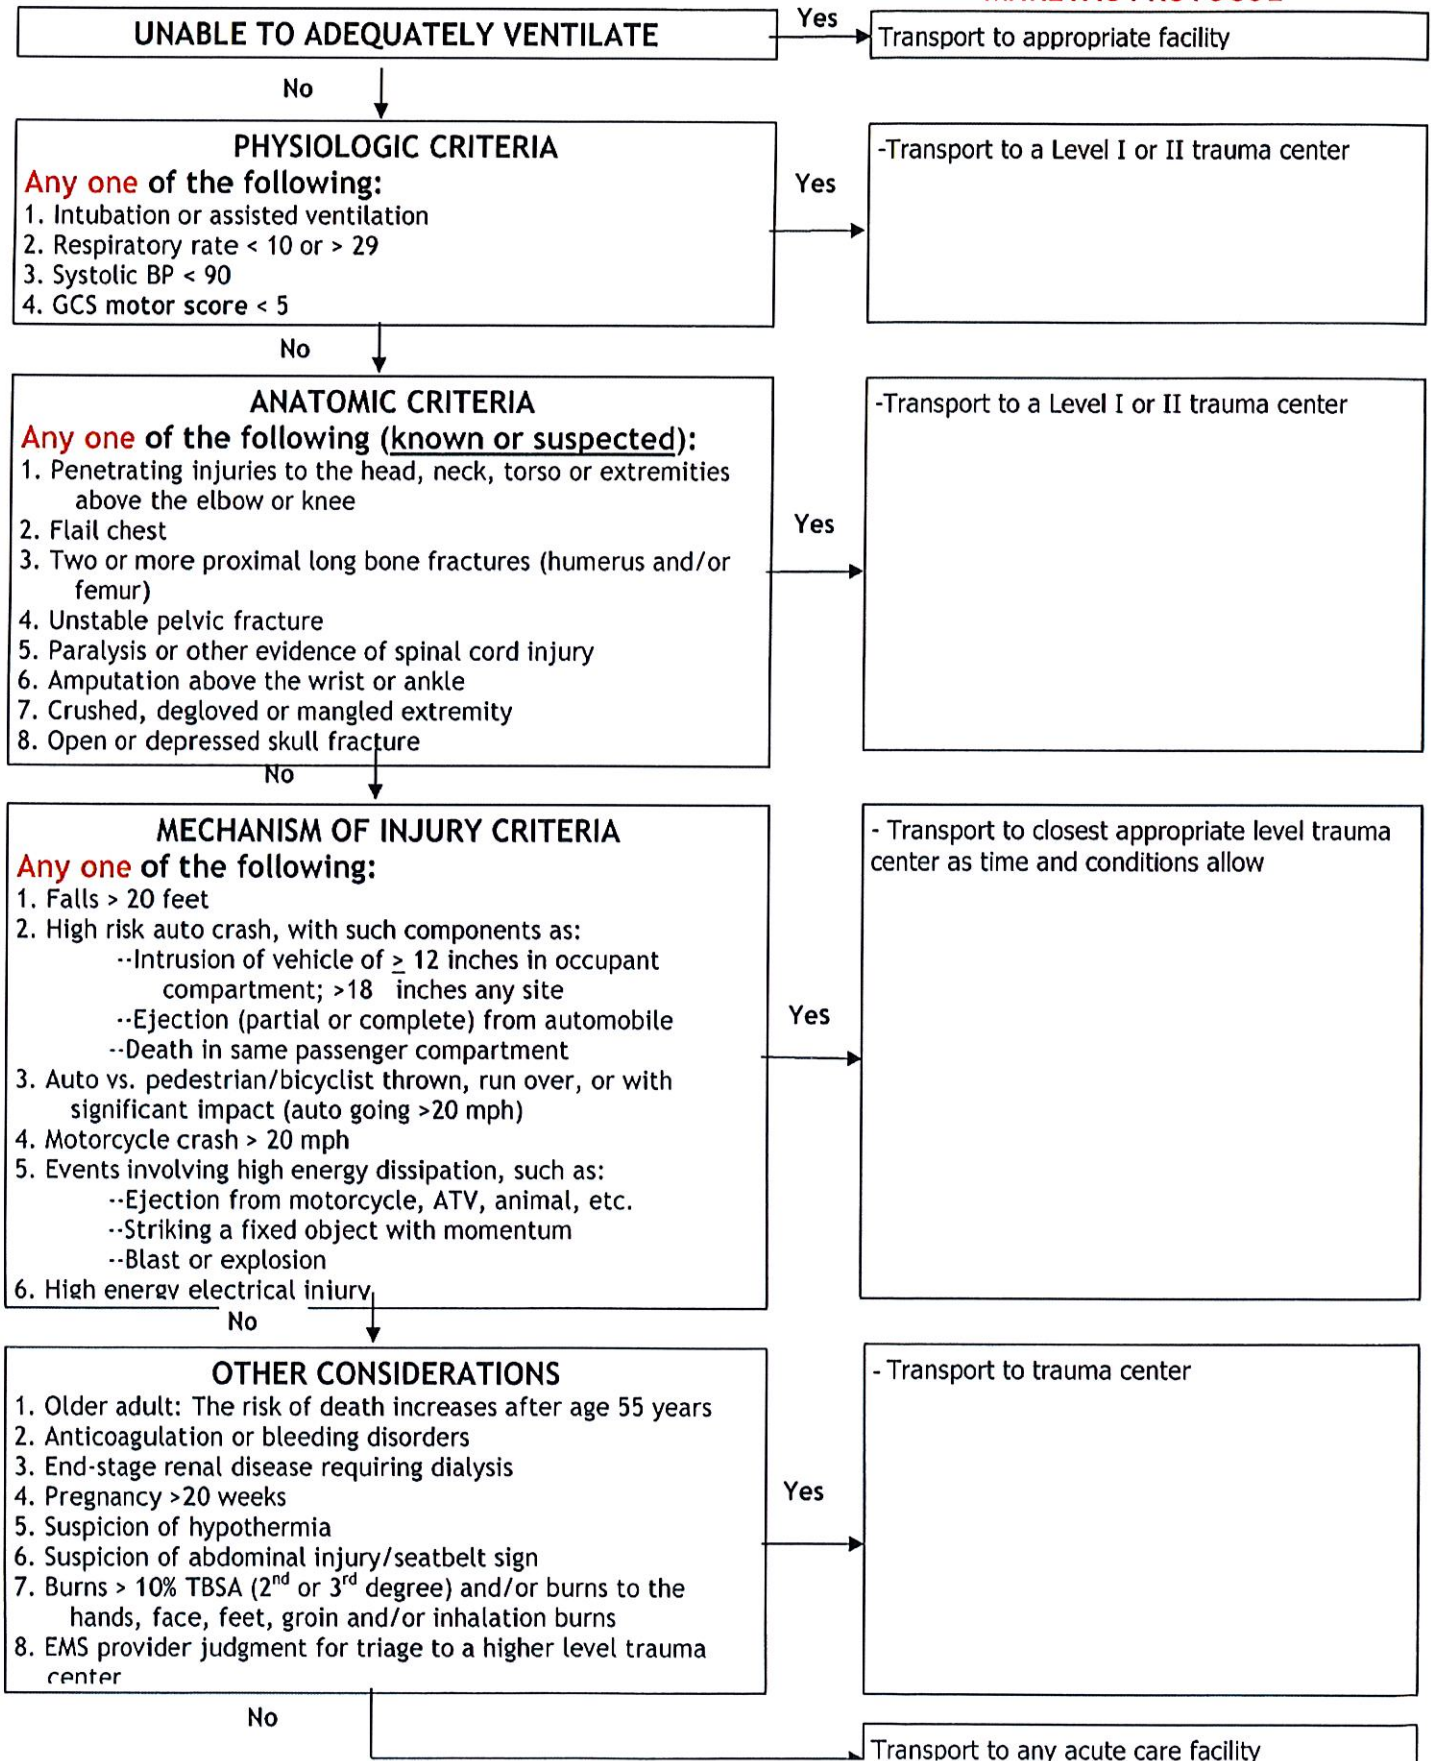 UNABLE TO ADEQUATELY VENTILATE
Yes
Transport to appropriate facility
No
PHYSIOLOGIC CRITERIA
Any one of the following:
1. Intubation or assisted ventilation
2. Respiratory rate < 10 or > 29
3. Systolic BP < 90
4. GCS motor score < 5
Yes
-Transport to a Level I or II trauma center
No
ANATOMIC CRITERIA
Any one of the following (known or suspected):
1. Penetrating injuries to the head, neck, torso or extremities
above the elbow or knee
2. Flail chest
3. Two or more proximal long bone fractures (humerus and/or
femur)
4. Unstable pelvic fracture
5. Paralysis or other evidence of spinal cord injury
6. Amputation above the wrist or ankle
7. Crushed, degloved or mangled extremity
8. Open or depressed skull fracture
Yes
-Transport to a Level I or II trauma center
No
MECHANISM OF INJURY CRITERIA
Any one of the following:
1. Falls > 20 feet
2. High risk auto crash, with such components as:
--Intrusion of vehicle of ≥ 12 inches in occupant
compartment; >18 inches any site
--Ejection (partial or complete) from automobile
--Death in same passenger compartment
3. Auto vs. pedestrian/bicyclist thrown, run over, or with
significant impact (auto going >20 mph)
4. Motorcycle crash > 20 mph
5. Events involving high energy dissipation, such as:
--Ejection from motorcycle, ATV, animal, etc.
--Striking a fixed object with momentum
--Blast or explosion
6. High energy electrical injury
Yes
- Transport to closest appropriate level trauma
center as time and conditions allow
No
OTHER CONSIDERATIONS
1. Older adult: The risk of death increases after age 55 years
2. Anticoagulation or bleeding disorders
3. End-stage renal disease requiring dialysis
4. Pregnancy >20 weeks
5. Suspicion of hypothermia
6. Suspicion of abdominal injury/seatbelt sign
7. Burns > 10% TBSA (2nd or 3rd degree) and/or burns to the
hands, face, feet, groin and/or inhalation burns
8. EMS provider judgment for triage to a higher level trauma
center
Yes
- Transport to trauma center
No
Transport to any acute care facility